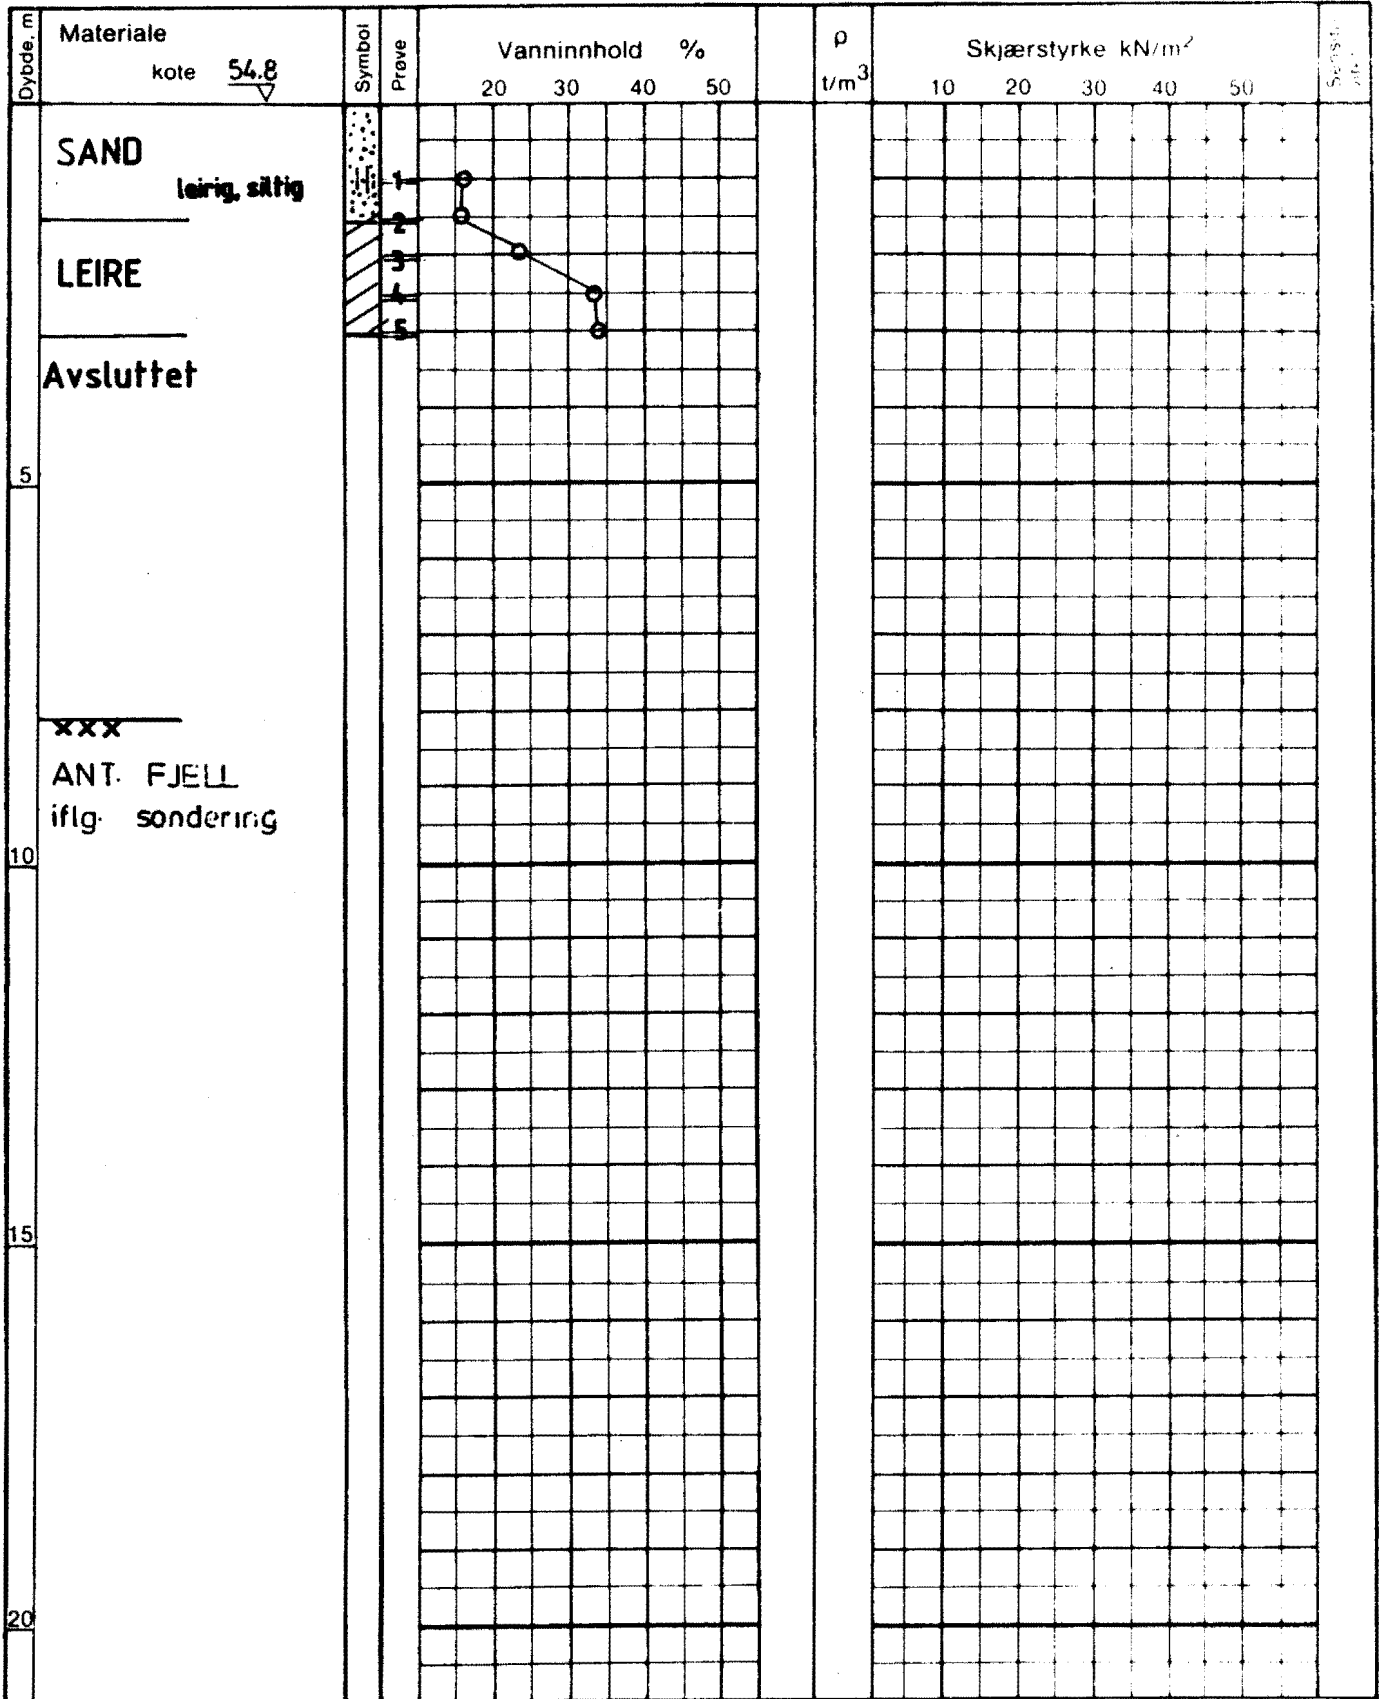 Dybde, m
Materiale
kote 54.8
Symbol
Prøve
Vanninnhold %
20 30 40 50
ρ
t/m³
Skjærstyrke kN/m²
10 20 30 40 50
SAND
leirig, siltig
1
2
LEIRE
3
4
5
Avsluttet
5
xxx
ANT. FJELL
iflg. sondering
10
15
20